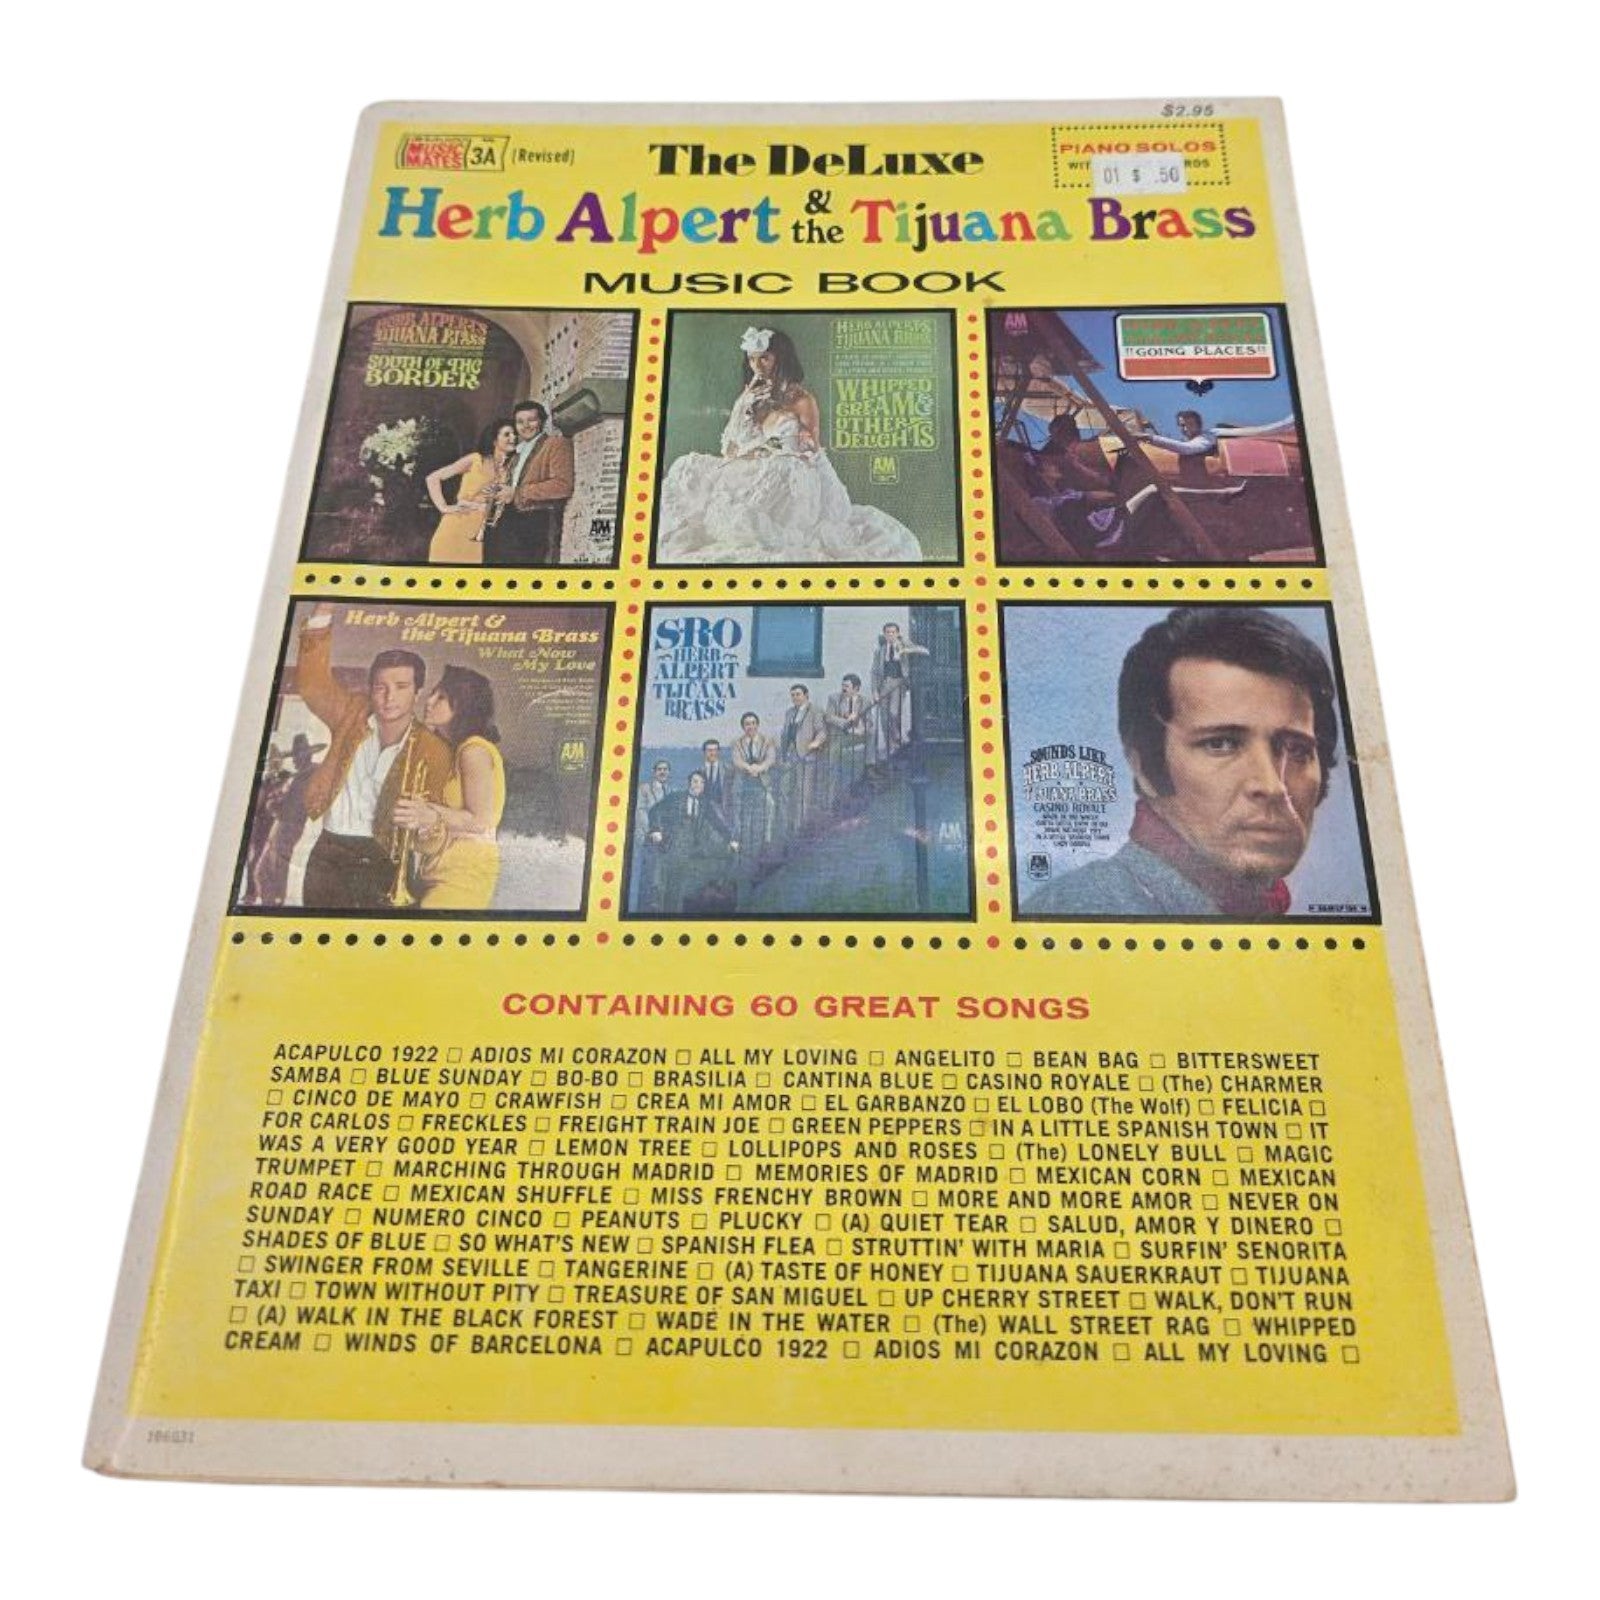 $2.95
MUSIC
MATES 3A (Revised)
PIANO SOLOS
01 $ .50
The DeLuxe
Herb Alpert & the Tijuana Brass
MUSIC BOOK
HERB ALPERT'S
TIJUANA BRASS
SOUTH OF THE
BORDER
A&M
HERB ALPERT'S
TIJUANA BRASS
WHIPPED
CREAM &
OTHER
DELIGHTS
A&M
A&M
!!GOING PLACES!!
Herb Alpert &
the Tijuana Brass
What Now
My Love
A&M
S·R·O
HERB
ALPERT
TIJUANA
BRASS
A&M
SOUNDS LIKE
HERB ALPERT
TIJUANA BRASS
CASINO ROYALE
A&M
CONTAINING 60 GREAT SONGS
ACAPULCO 1922 □ ADIOS MI CORAZON □ ALL MY LOVING □ ANGELITO □ BEAN BAG □ BITTERSWEET
SAMBA □ BLUE SUNDAY □ BO-BO □ BRASILIA □ CANTINA BLUE □ CASINO ROYALE □ (The) CHARMER
□ CINCO DE MAYO □ CRAWFISH □ CREA MI AMOR □ EL GARBANZO □ EL LOBO (The Wolf) □ FELICIA □
FOR CARLOS □ FRECKLES □ FREIGHT TRAIN JOE □ GREEN PEPPERS □ IN A LITTLE SPANISH TOWN □ IT
WAS A VERY GOOD YEAR □ LEMON TREE □ LOLLIPOPS AND ROSES □ (The) LONELY BULL □ MAGIC
TRUMPET □ MARCHING THROUGH MADRID □ MEMORIES OF MADRID □ MEXICAN CORN □ MEXICAN
ROAD RACE □ MEXICAN SHUFFLE □ MISS FRENCHY BROWN □ MORE AND MORE AMOR □ NEVER ON
SUNDAY □ NUMERO CINCO □ PEANUTS □ PLUCKY □ (A) QUIET TEAR □ SALUD, AMOR Y DINERO □
SHADES OF BLUE □ SO WHAT'S NEW □ SPANISH FLEA □ STRUTTIN' WITH MARIA □ SURFIN' SENORITA
□ SWINGER FROM SEVILLE □ TANGERINE □ (A) TASTE OF HONEY □ TIJUANA SAUERKRAUT □ TIJUANA
TAXI □ TOWN WITHOUT PITY □ TREASURE OF SAN MIGUEL □ UP CHERRY STREET □ WALK, DON'T RUN
□ (A) WALK IN THE BLACK FOREST □ WADE IN THE WATER □ (The) WALL STREET RAG □ WHIPPED
CREAM □ WINDS OF BARCELONA □ ACAPULCO 1922 □ ADIOS MI CORAZON □ ALL MY LOVING □